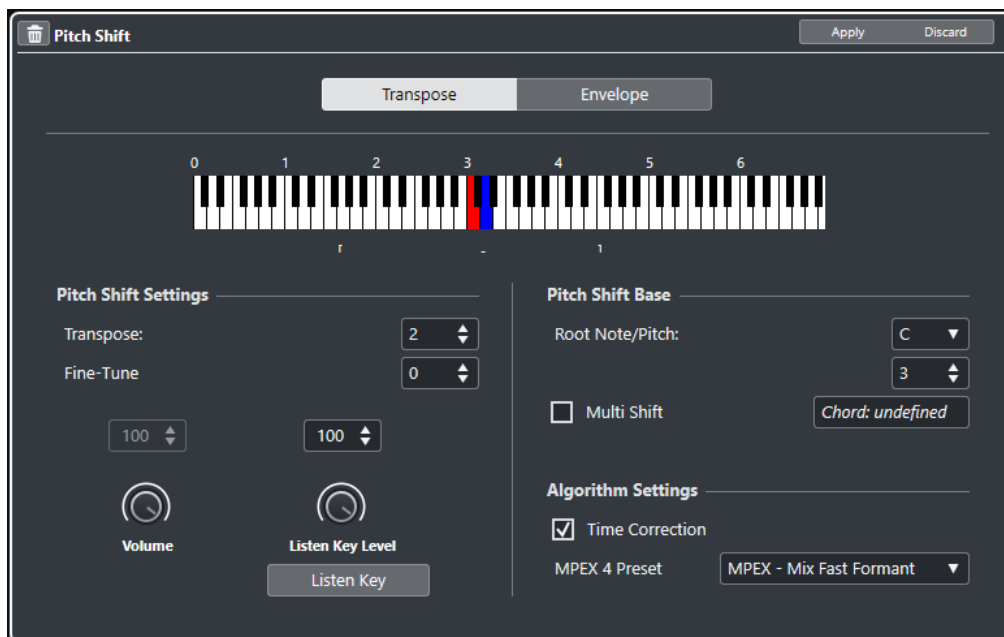 Pitch Shift Apply Discard
Transpose Envelope
0 1 2 3 4 5 6
Pitch Shift Settings Pitch Shift Base
Transpose: 2 Root Note/Pitch: C
Fine-Tune 0 3
Multi Shift Chord: undefined
100 100
Algorithm Settings
Time Correction
Volume Listen Key Level
MPEX 4 Preset MPEX - Mix Fast Formant
Listen Key